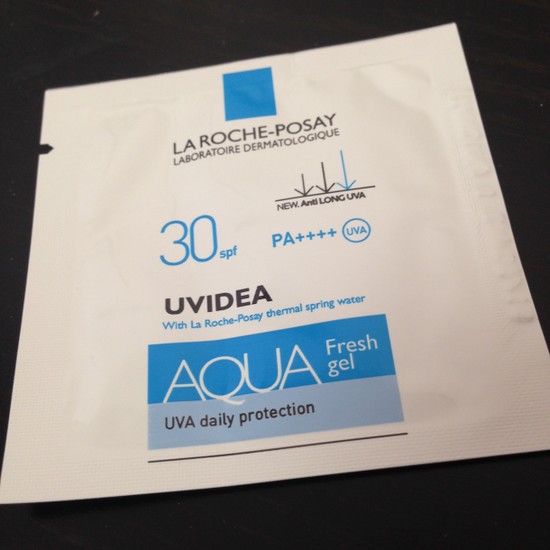 LA ROCHE-POSAY
LABORATOIRE DERMATOLOGIQUE
NEW. Anti LONG UVA
30 spf PA++++ UVA
UVIDEA
With La Roche-Posay thermal spring water
AQUA Fresh gel
UVA daily protection